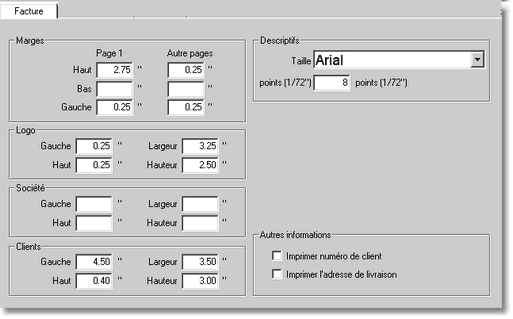 Facture
Marges
Page 1 Autre pages
Haut 2.75 " 0.25 "
Bas " "
Gauche 0.25 " 0.25 "
Logo
Gauche 0.25 " Largeur 3.25 "
Haut 0.25 " Hauteur 2.50 "
Société
Gauche " Largeur "
Haut " Hauteur "
Clients
Gauche 4.50 " Largeur 3.50 "
Haut 0.40 " Hauteur 3.00 "
Descriptifs
Taille Arial
points (1/72") 8 points (1/72")
Autres informations
Imprimer numéro de client
Imprimer l'adresse de livraison